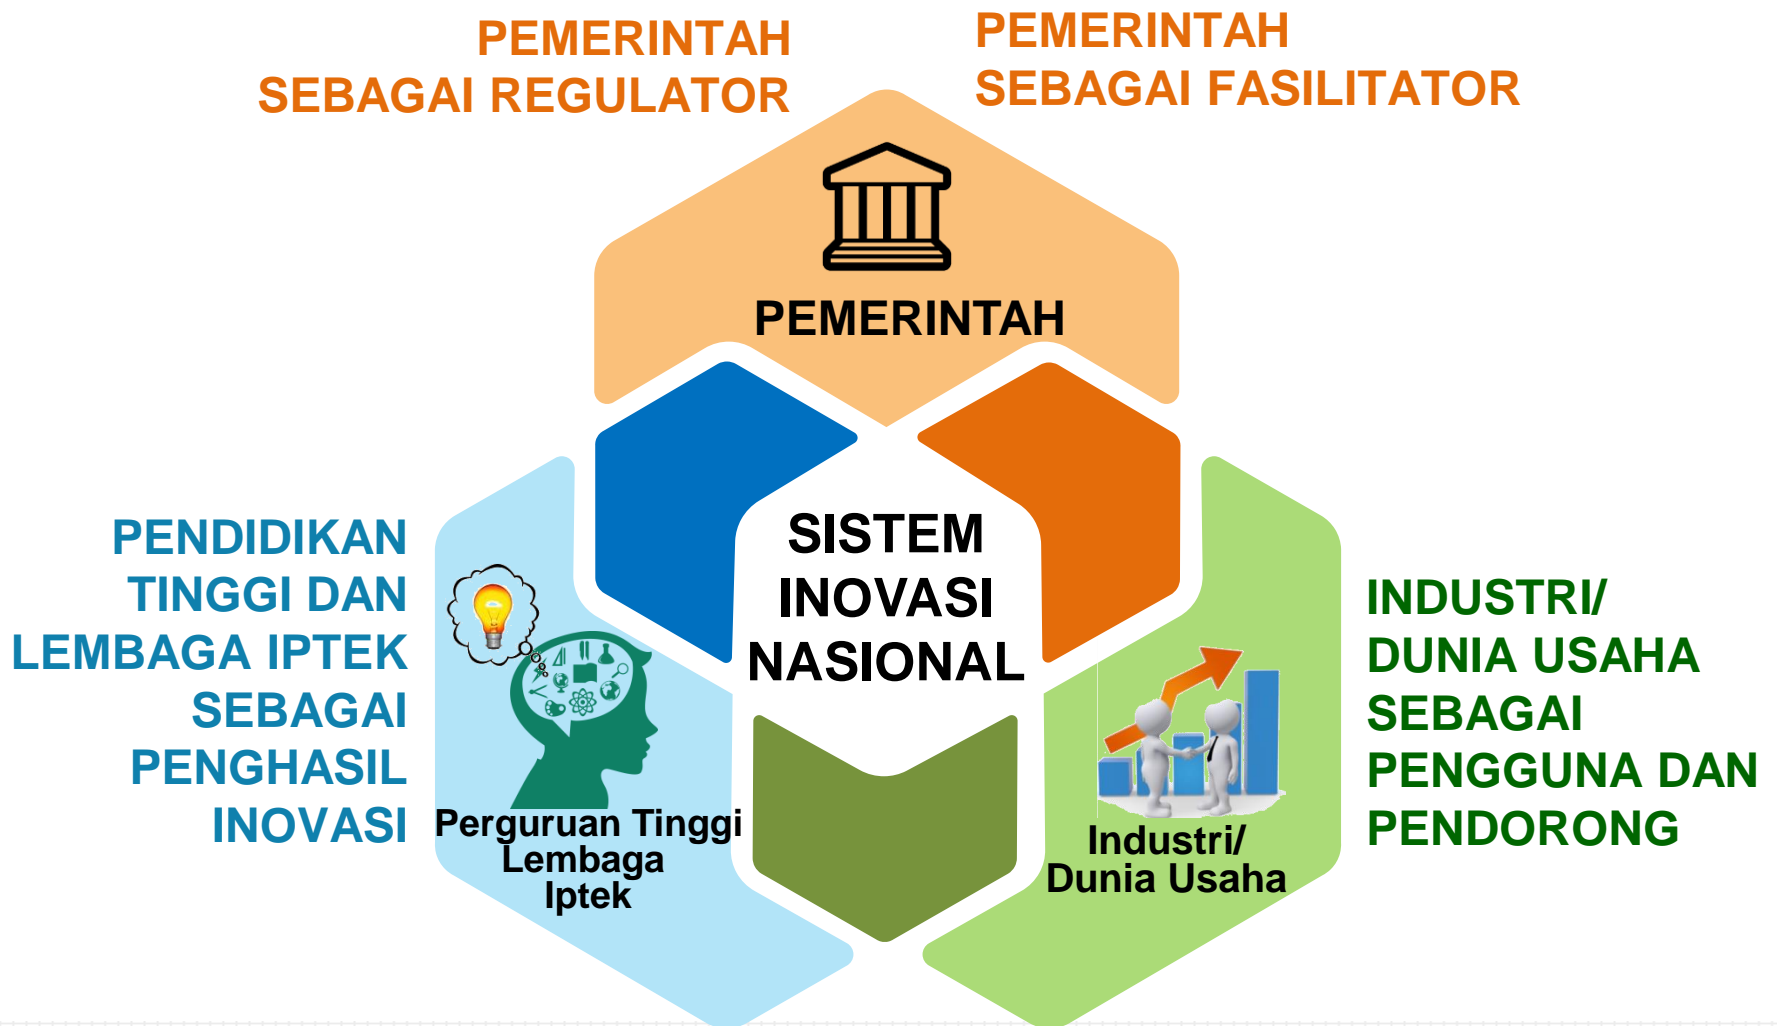 PEMERINTAH
SEBAGAI REGULATOR
PEMERINTAH
SEBAGAI FASILITATOR
PEMERINTAH
SISTEM
INOVASI
NASIONAL
PENDIDIKAN
TINGGI DAN
LEMBAGA IPTEK
SEBAGAI
PENGHASIL
INOVASI
Perguruan Tinggi
Lembaga
Iptek
Industri/
Dunia Usaha
INDUSTRI/
DUNIA USAHA
SEBAGAI
PENGGUNA DAN
PENDORONG